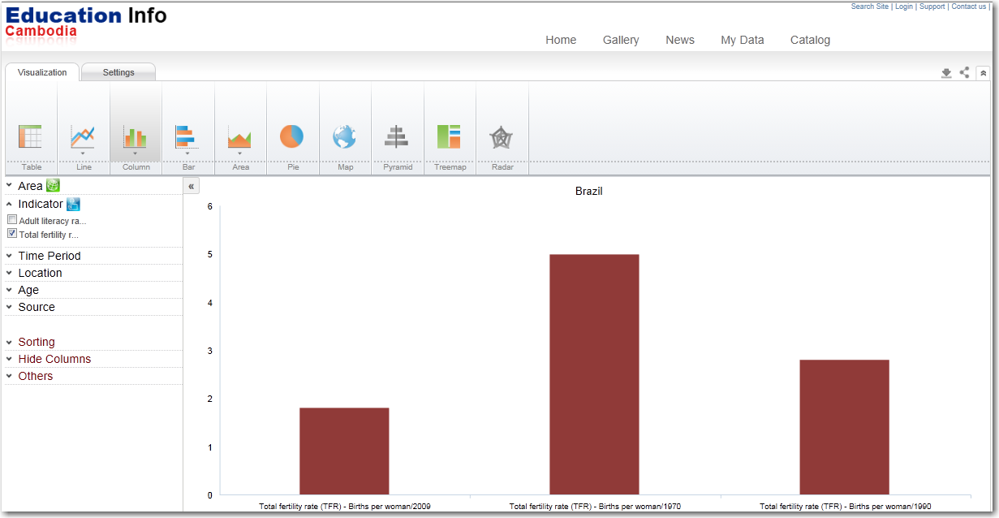 Education Info
Cambodia
Search Site | Login | Support | Contact us |
Home Gallery News My Data Catalog
Visualization Settings
Table Line Column Bar Area Pie Map Pyramid Treemap Radar
Area
Indicator
Adult literacy ra...
Total fertility r...
Time Period
Location
Age
Source
Sorting
Hide Columns
Others
«
Brazil
6
5
4
3
2
1
0
Total fertility rate (TFR) - Births per woman/2009
Total fertility rate (TFR) - Births per woman/1970
Total fertility rate (TFR) - Births per woman/1990